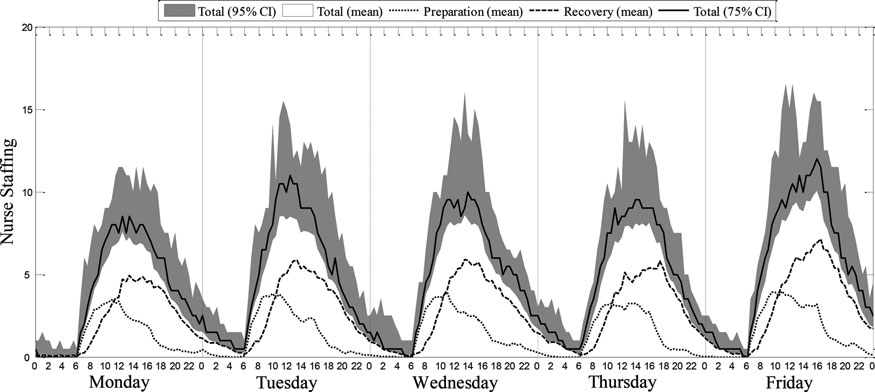 Total (95% CI) Total (mean) Preparation (mean) Recovery (mean) Total (75% CI)
20
15
10
5
0
Nurse Staffing
0 2 4 6 8 10 12 14 16 18 20 22 0 2 4 6 8 10 12 14 16 18 20 22 0 2 4 6 8 10 12 14 16 18 20 22 0 2 4 6 8 10 12 14 16 18 20 22 0 2 4 6 8 10 12 14 16 18 20 22 0
Monday Tuesday Wednesday Thursday Friday